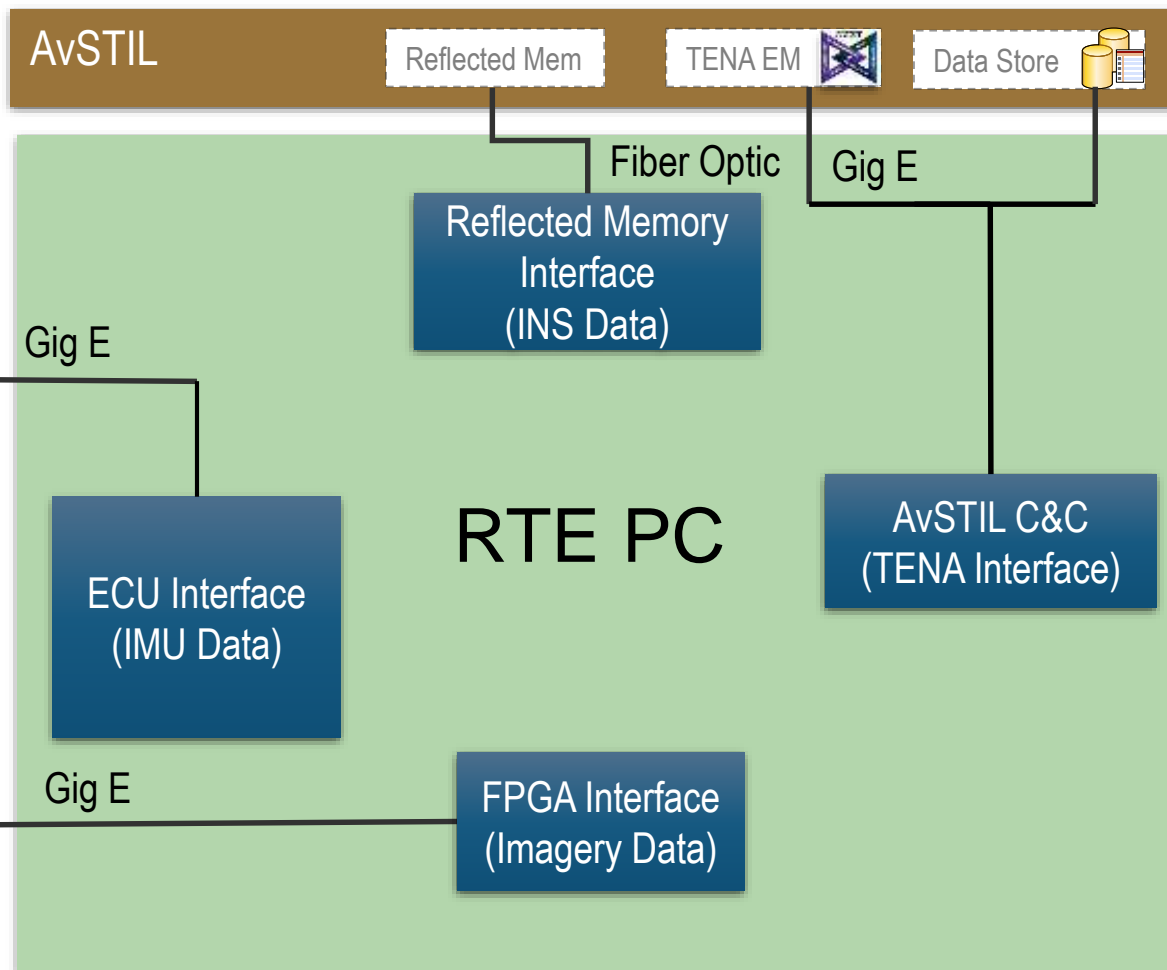 AvSTIL
Reflected Mem
TENA EM
Data Store
Fiber Optic
Gig E
Reflected Memory
Interface
(INS Data)
Gig E
RTE PC
AvSTIL C&C
(TENA Interface)
ECU Interface
(IMU Data)
Gig E
FPGA Interface
(Imagery Data)